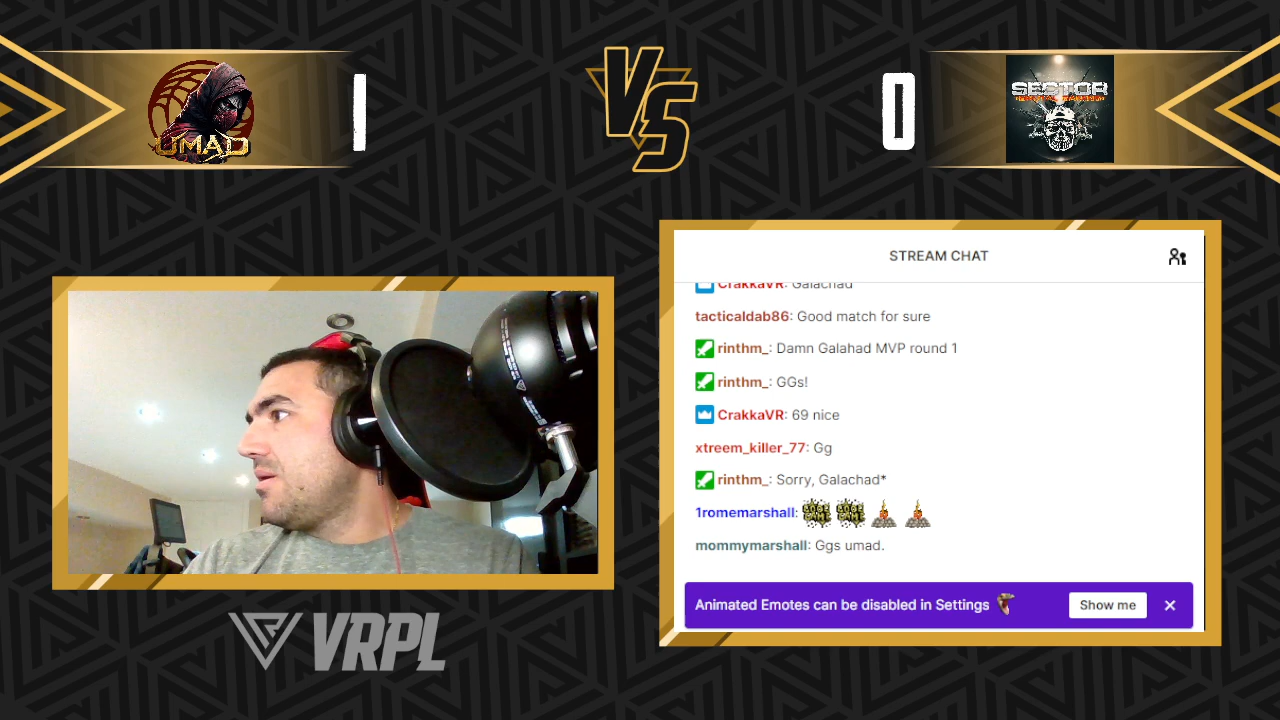 UMAD
1
VS
0
SECTOR
STREAM CHAT
CrakkaVR: Galachad
tacticaldab86: Good match for sure
rinthm_: Damn Galahad MVP round 1
rinthm_: GGs!
CrakkaVR: 69 nice
xtreem_killer_77: Gg
rinthm_: Sorry, Galachad*
1romemarshall:
mommymarshall: Ggs umad.
Animated Emotes can be disabled in Settings
Show me
VRPL